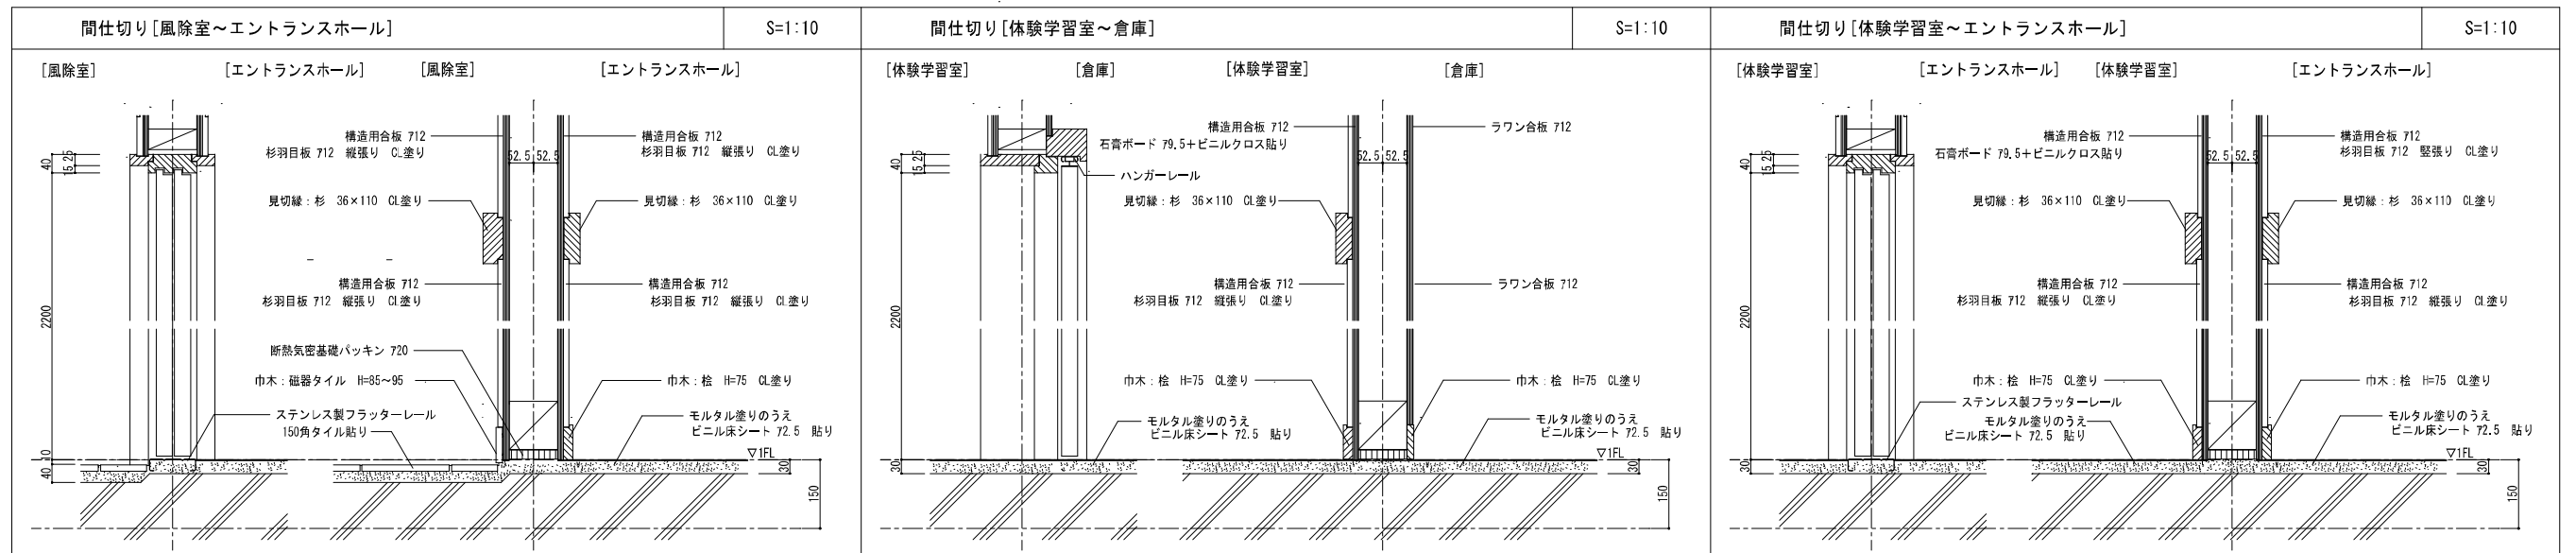 間仕切り[風除室～エントランスホール]
S=1:10
[風除室]
[エントランスホール]
[風除室]
[エントランスホール]
構造用合板 ｱ12
杉羽目板 ｱ12 縦張り CL塗り
構造用合板 ｱ12
杉羽目板 ｱ12 縦張り CL塗り
52.5 52.5
40
15 25
見切縁：杉 36×110 CL塗り
見切縁：杉 36×110 CL塗り
構造用合板 ｱ12
杉羽目板 ｱ12 縦張り CL塗り
構造用合板 ｱ12
杉羽目板 ｱ12 縦張り CL塗り
2200
断熱気密基礎パッキン ｱ20
巾木：磁器タイル H=85~95
巾木：桧 H=75 CL塗り
ステンレス製フラッターレール
150角タイル貼り
モルタル塗りのうえ
ビニル床シート ｱ2.5 貼り
▽1FL
10
40
30
150
間仕切り[体験学習室～倉庫]
S=1:10
[体験学習室]
[倉庫]
[体験学習室]
[倉庫]
構造用合板 ｱ12
石膏ボード ｱ9.5+ビニルクロス貼り
ラワン合板 ｱ12
52.5 52.5
40
15 25
ハンガーレール
見切縁：杉 36×110 CL塗り
構造用合板 ｱ12
杉羽目板 ｱ12 縦張り CL塗り
ラワン合板 ｱ12
2200
巾木：桧 H=75 CL塗り
巾木：桧 H=75 CL塗り
モルタル塗りのうえ
ビニル床シート ｱ2.5 貼り
モルタル塗りのうえ
ビニル床シート ｱ2.5 貼り
▽1FL
30
30
150
間仕切り[体験学習室～エントランスホール]
S=1:10
[体験学習室]
[エントランスホール]
[体験学習室]
[エントランスホール]
構造用合板 ｱ12
石膏ボード ｱ9.5+ビニルクロス貼り
構造用合板 ｱ12
杉羽目板 ｱ12 竪張り CL塗り
52.5 52.5
40
15 25
見切縁：杉 36×110 CL塗り
見切縁：杉 36×110 CL塗り
構造用合板 ｱ12
杉羽目板 ｱ12 縦張り CL塗り
構造用合板 ｱ12
杉羽目板 ｱ12 縦張り CL塗り
2200
巾木：桧 H=75 CL塗り
巾木：桧 H=75 CL塗り
ステンレス製フラッターレール
モルタル塗りのうえ
ビニル床シート ｱ2.5 貼り
モルタル塗りのうえ
ビニル床シート ｱ2.5 貼り
▽1FL
30
30
150